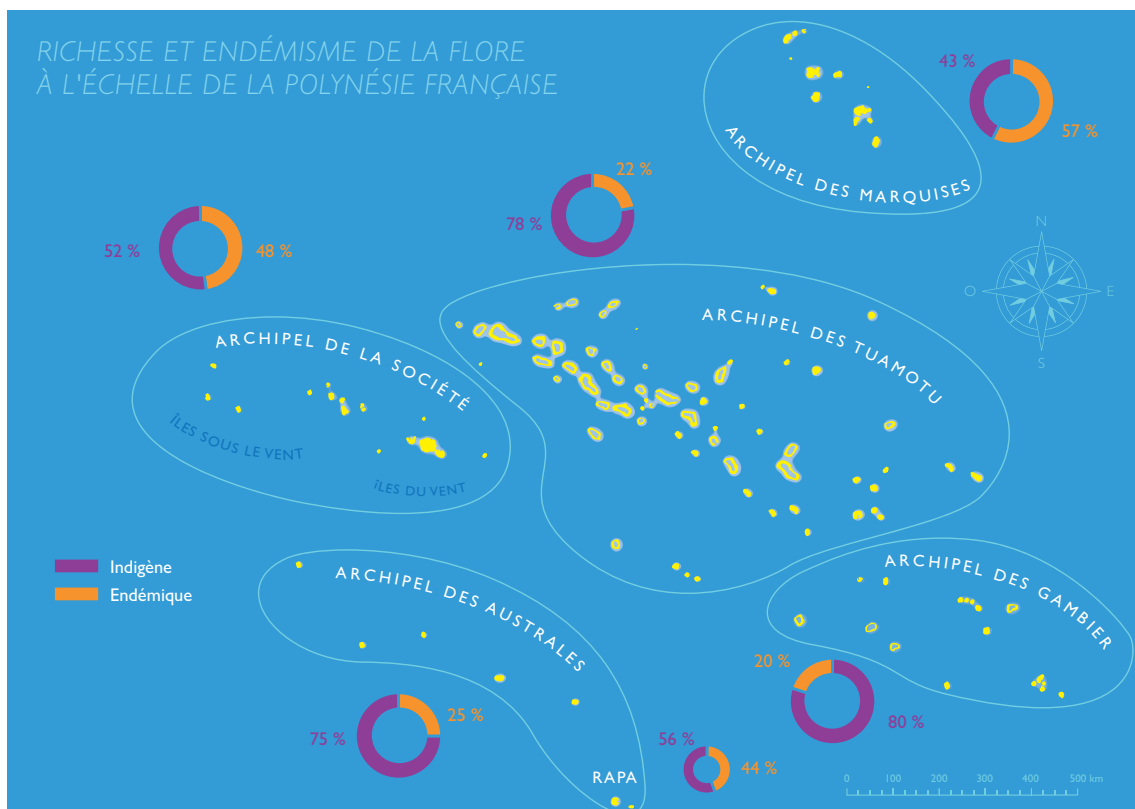 RICHESSE ET ENDÉMISME DE LA FLORE
À L'ÉCHELLE DE LA POLYNÉSIE FRANÇAISE
43 %
57 %
ARCHIPEL DES MARQUISES
22 %
78 %
52 %
48 %
N
O
E
S
ARCHIPEL DES TUAMOTU
ARCHIPEL DE LA SOCIÉTÉ
ÎLES SOUS LE VENT
ÎLES DU VENT
Indigène
Endémique
ARCHIPEL DES AUSTRALES
ARCHIPEL DES GAMBIER
20 %
80 %
75 %
25 %
56 %
44 %
RAPA
0 100 200 300 400 500 km